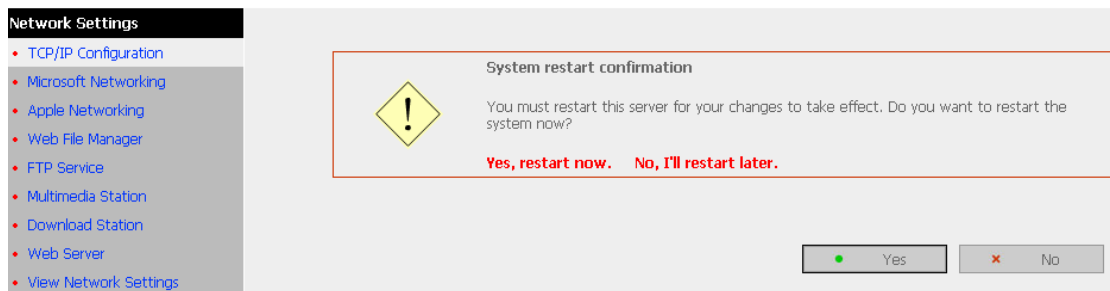 Network Settings
TCP/IP Configuration
Microsoft Networking
Apple Networking
Web File Manager
FTP Service
Multimedia Station
Download Station
Web Server
View Network Settings
System restart confirmation
You must restart this server for your changes to take effect. Do you want to restart the
system now?
Yes, restart now. No, I'll restart later.
Yes No